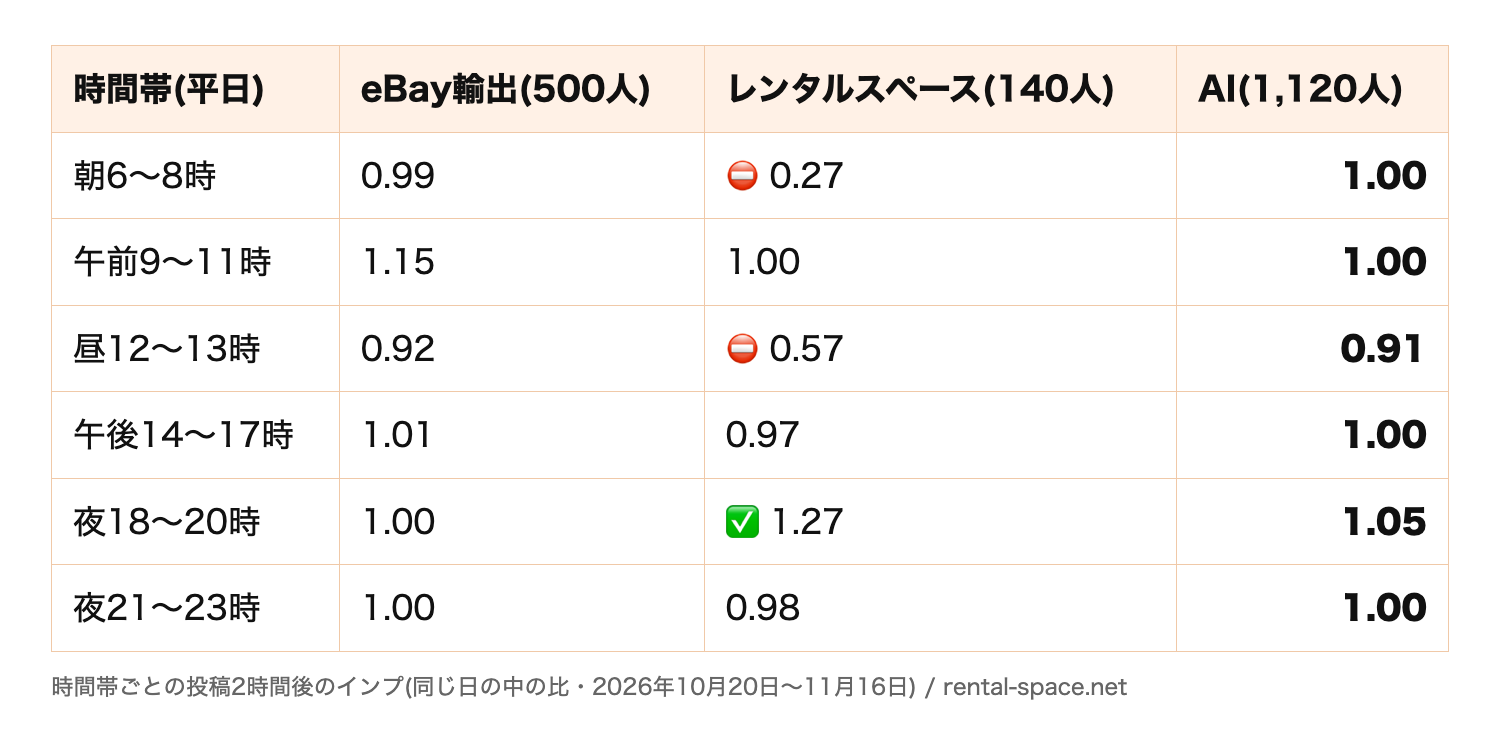 時間帯(平日) eBay輸出(500人) レンタルスペース(140人) AI(1,120人)
朝6〜8時 0.99 ⛔ 0.27 1.00
午前9〜11時 1.15 1.00 1.00
昼12〜13時 0.92 ⛔ 0.57 0.91
午後14〜17時 1.01 0.97 1.00
夜18〜20時 1.00 ✅ 1.27 1.05
夜21〜23時 1.00 0.98 1.00
時間帯ごとの投稿2時間後のインプ(同じ日の中の比・2026年10月20日〜11月16日) / rental-space.net